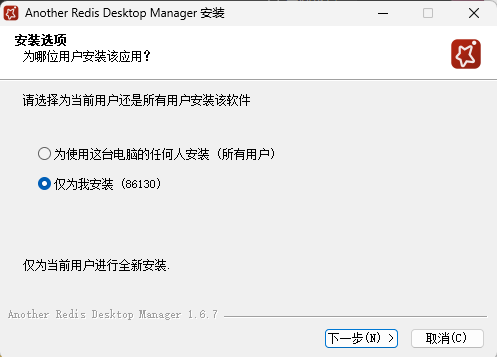 Another Redis Desktop Manager 安装
安装选项
为哪位用户安装该应用？
请选择为当前用户还是所有用户安装该软件
为使用这台电脑的任何人安装（所有用户）
仅为我安装（86130）
仅为当前用户进行全新安装.
Another Redis Desktop Manager 1.6.7
下一步(N) >
取消(C)